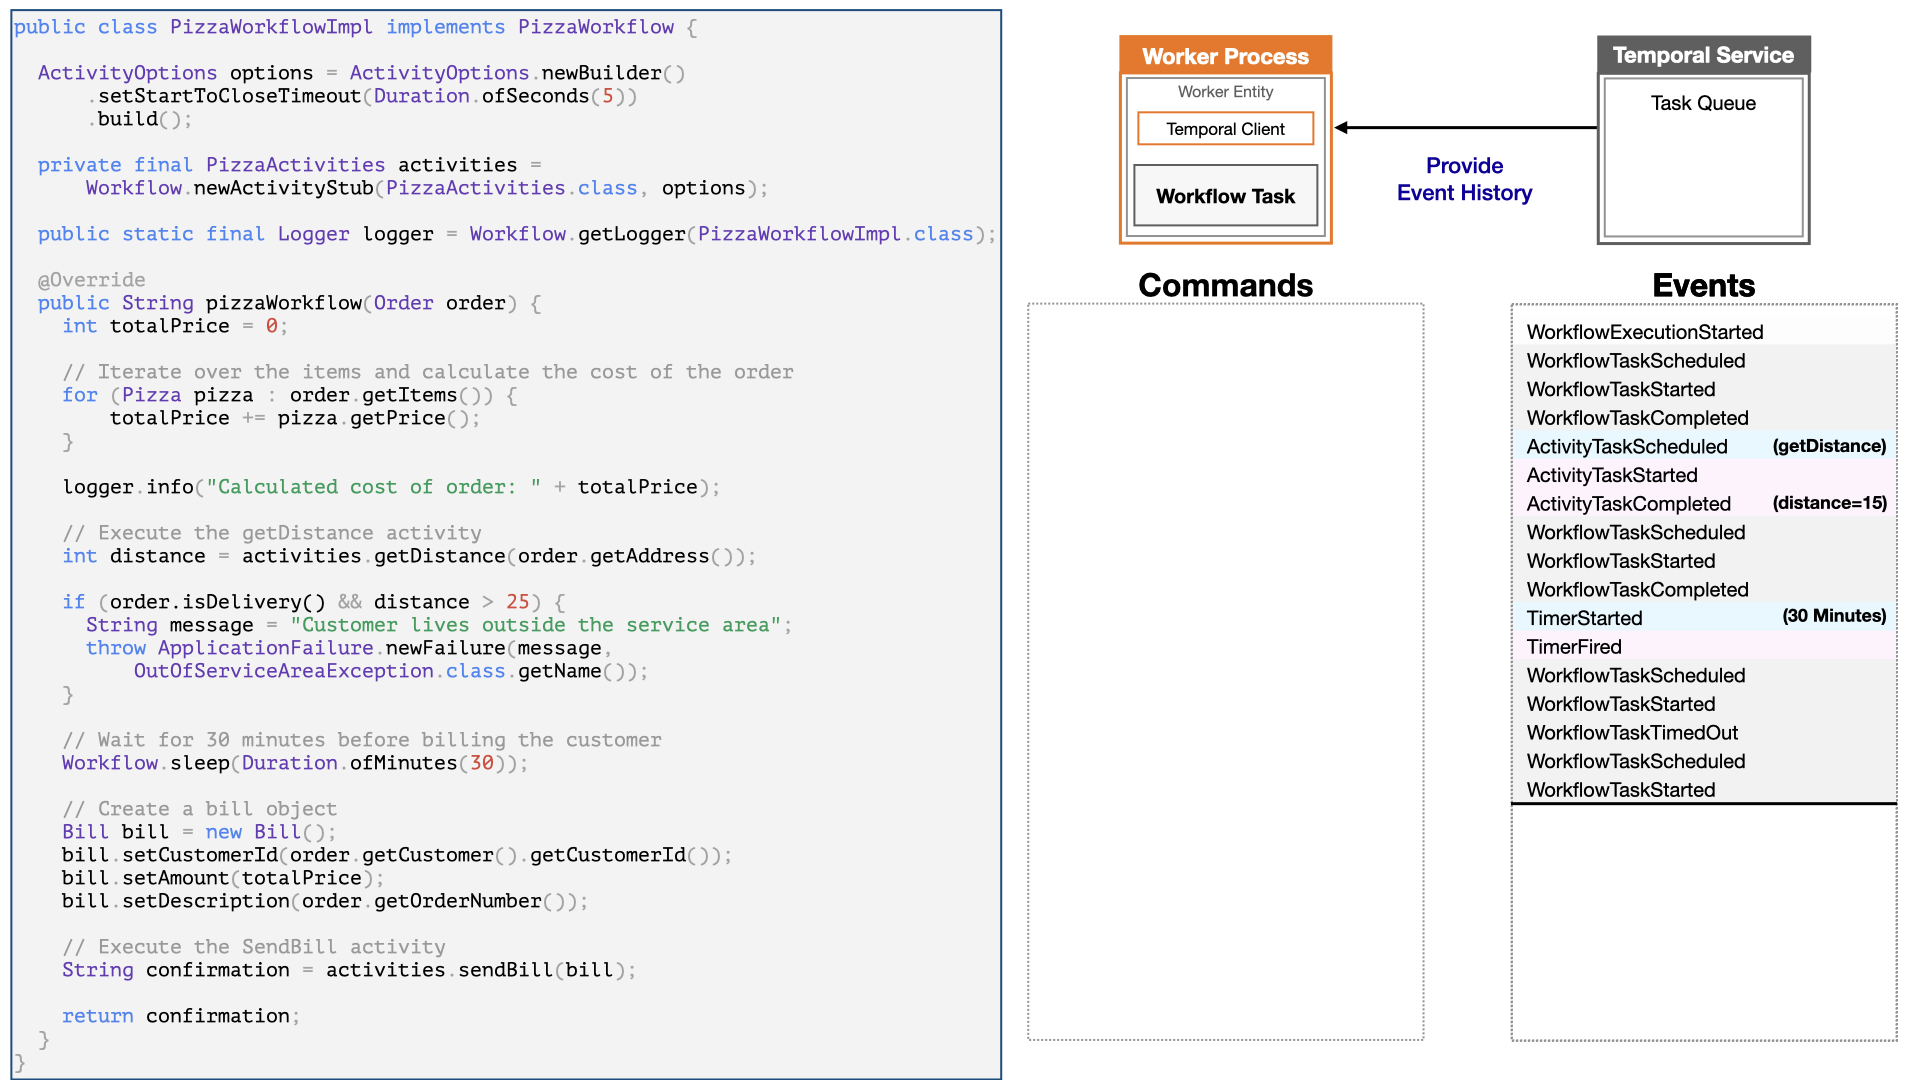 public class PizzaWorkflowImpl implements PizzaWorkflow {
ActivityOptions options = ActivityOptions.newBuilder()
.setStartToCloseTimeout(Duration.ofSeconds(5))
.build();
private final PizzaActivities activities =
Workflow.newActivityStub(PizzaActivities.class, options);
public static final Logger logger = Workflow.getLogger(PizzaWorkflowImpl.class);
@Override
public String pizzaWorkflow(Order order) {
int totalPrice = 0;
// Iterate over the items and calculate the cost of the order
for (Pizza pizza : order.getItems()) {
totalPrice += pizza.getPrice();
}
logger.info("Calculated cost of order: " + totalPrice);
// Execute the getDistance activity
int distance = activities.getDistance(order.getAddress());
if (order.isDelivery() && distance > 25) {
String message = "Customer lives outside the service area";
throw ApplicationFailure.newFailure(message,
OutOfServiceAreaException.class.getName());
}
// Wait for 30 minutes before billing the customer
Workflow.sleep(Duration.ofMinutes(30));
// Create a bill object
Bill bill = new Bill();
bill.setCustomerId(order.getCustomer().getCustomerId());
bill.setAmount(totalPrice);
bill.setDescription(order.getOrderNumber());
// Execute the SendBill activity
String confirmation = activities.sendBill(bill);
return confirmation;
}
}
Worker Process
Worker Entity
Temporal Client
Workflow Task
Provide
Event History
Temporal Service
Task Queue
Commands
Events
WorkflowExecutionStarted
WorkflowTaskScheduled
WorkflowTaskStarted
WorkflowTaskCompleted
ActivityTaskScheduled (getDistance)
ActivityTaskStarted
ActivityTaskCompleted (distance=15)
WorkflowTaskScheduled
WorkflowTaskStarted
WorkflowTaskCompleted
TimerStarted (30 Minutes)
TimerFired
WorkflowTaskScheduled
WorkflowTaskStarted
WorkflowTaskTimedOut
WorkflowTaskScheduled
WorkflowTaskStarted